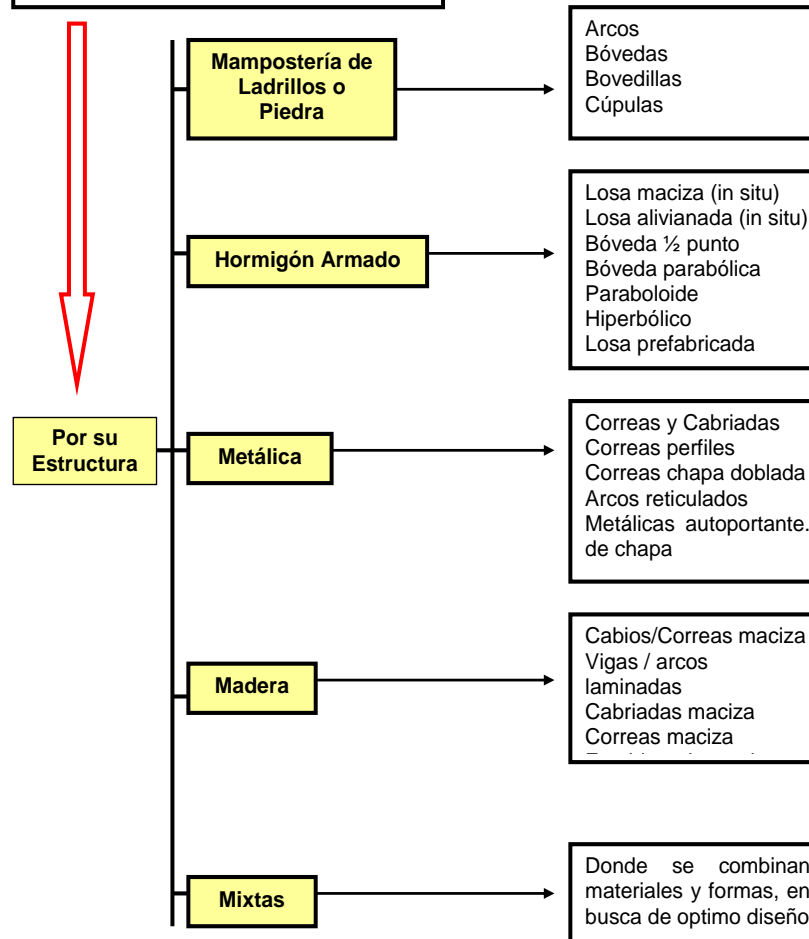 Mampostería de
Ladrillos o
Piedra
Arcos
Bóvedas
Bovedillas
Cúpulas
Hormigón Armado
Losa maciza (in situ)
Losa alivianada (in situ)
Bóveda ½ punto
Bóveda parabólica
Paraboloide
Hiperbólico
Losa prefabricada
Por su
Estructura
Metálica
Correas y Cabriadas
Correas perfiles
Correas chapa doblada
Arcos reticulados
Metálicas autoportante.
de chapa
Madera
Cabios/Correas maciza
Vigas / arcos
laminadas
Cabriadas maciza
Correas maciza
Mixtas
Donde se combinan
materiales y formas, en
busca de optimo diseño